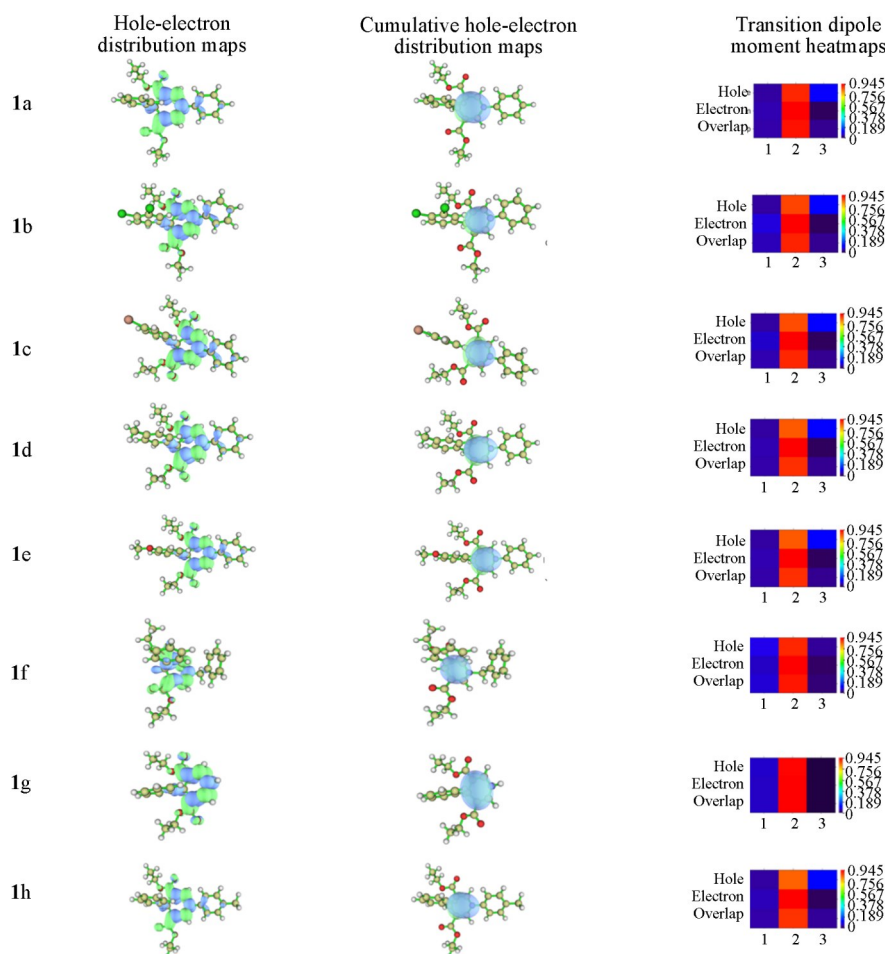 Hole-electron
distribution maps
Cumulative hole-electron
distribution maps
Transition dipole
moment heatmaps
1a
Hole
Electron
Overlap
0.945
0.756
0.567
0.378
0.189
0
1 2 3
1b
Hole
Electron
Overlap
0.945
0.756
0.567
0.378
0.189
0
1 2 3
1c
Hole
Electron
Overlap
0.945
0.756
0.567
0.378
0.189
0
1 2 3
1d
Hole
Electron
Overlap
0.945
0.756
0.567
0.378
0.189
0
1 2 3
1e
Hole
Electron
Overlap
0.945
0.756
0.567
0.378
0.189
0
1 2 3
1f
Hole
Electron
Overlap
0.945
0.756
0.567
0.378
0.189
0
1 2 3
1g
Hole
Electron
Overlap
0.945
0.756
0.567
0.378
0.189
0
1 2 3
1h
Hole
Electron
Overlap
0.945
0.756
0.567
0.378
0.189
0
1 2 3